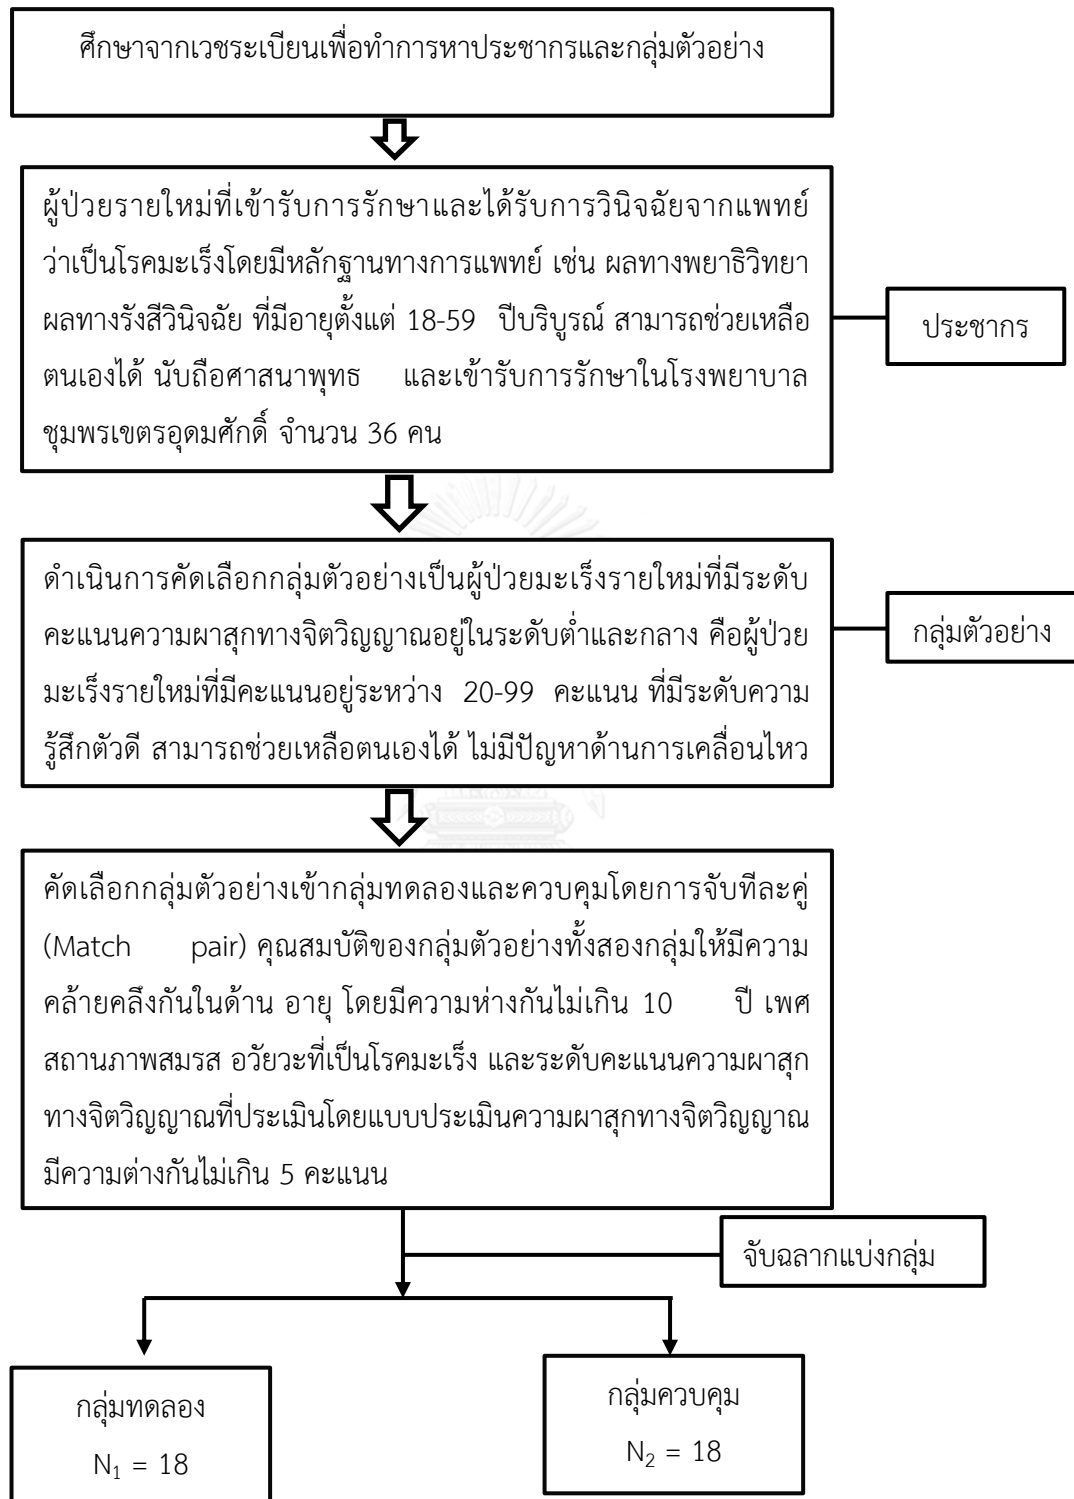 ศึกษาจากเวชระเบียนเพื่อทำการหาประชากรและกลุ่มตัวอย่าง
ผู้ป่วยรายใหม่ที่เข้ารับการรักษาและได้รับการวินิจฉัยจากแพทย์
ว่าเป็นโรคมะเร็งโดยมีหลักฐานทางการแพทย์ เช่น ผลทางพยาธิวิทยา
ผลทางรังสีวินิจฉัย ที่มีอายุตั้งแต่ 18-59 ปีบริบูรณ์ สามารถช่วยเหลือ
ตนเองได้ นับถือศาสนาพุทธ และเข้ารับการรักษาในโรงพยาบาล
ชุมพรเขตรอุดมศักดิ์ จำนวน 36 คน
ประชากร
ดำเนินการคัดเลือกกลุ่มตัวอย่างเป็นผู้ป่วยมะเร็งรายใหม่ที่มีระดับ
คะแนนความผาสุกทางจิตวิญญาณอยู่ในระดับต่ำและกลาง คือผู้ป่วย
มะเร็งรายใหม่ที่มีคะแนนอยู่ระหว่าง 20-99 คะแนน ที่มีระดับความ
รู้สึกตัวดี สามารถช่วยเหลือตนเองได้ ไม่มีปัญหาด้านการเคลื่อนไหว
กลุ่มตัวอย่าง
คัดเลือกกลุ่มตัวอย่างเข้ากลุ่มทดลองและควบคุมโดยการจับทีละคู่
(Match pair) คุณสมบัติของกลุ่มตัวอย่างทั้งสองกลุ่มให้มีความ
คล้ายคลึงกันในด้าน อายุ โดยมีความห่างกันไม่เกิน 10 ปี เพศ
สถานภาพสมรส อวัยวะที่เป็นโรคมะเร็ง และระดับคะแนนความผาสุก
ทางจิตวิญญาณที่ประเมินโดยแบบประเมินความผาสุกทางจิตวิญญาณ
มีความต่างกันไม่เกิน 5 คะแนน
จับฉลากแบ่งกลุ่ม
กลุ่มทดลอง
N₁ = 18
กลุ่มควบคุม
N₂ = 18